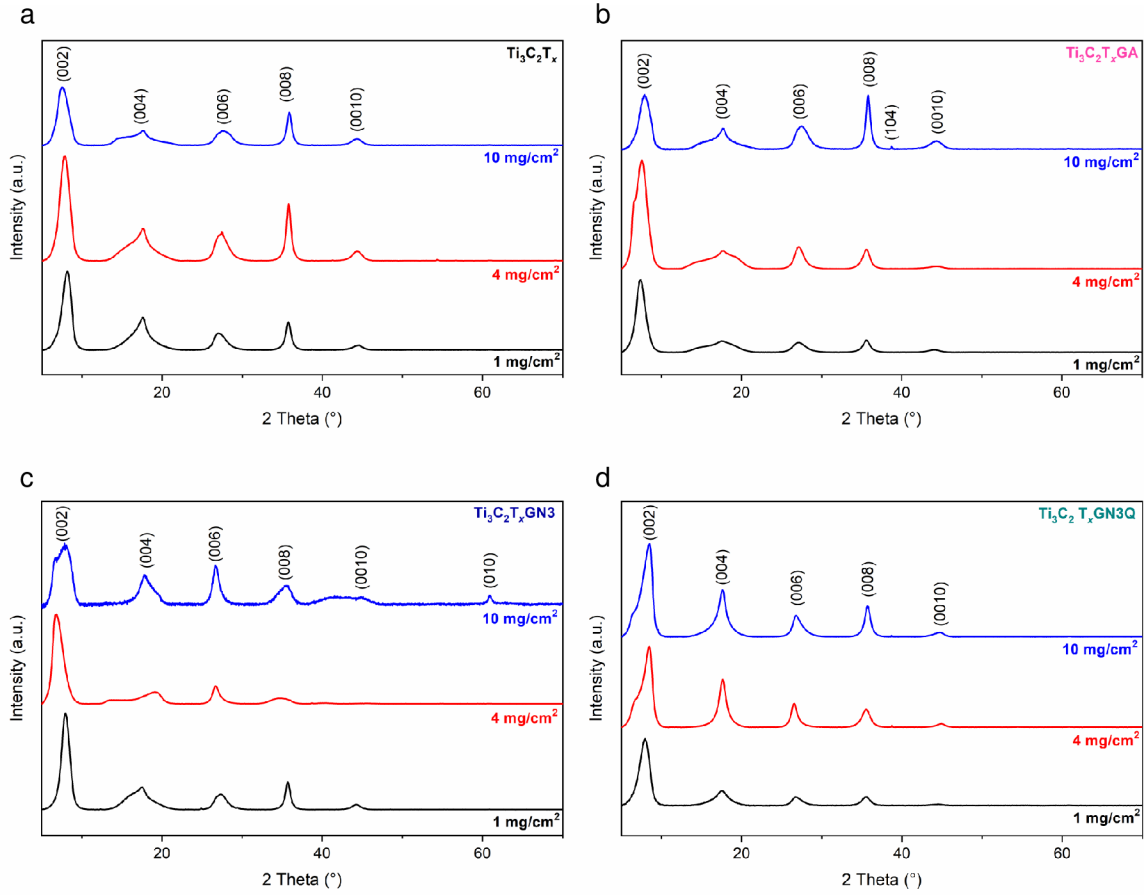 a
Ti₃C₂Tₓ
(002)
(004)
(006)
(008)
(0010)
10 mg/cm²
4 mg/cm²
1 mg/cm²
Intensity (a.u.)
20
40
60
2 Theta (°)
b
Ti₃C₂TₓGA
(002)
(004)
(006)
(008)
(104)
(0010)
10 mg/cm²
4 mg/cm²
1 mg/cm²
Intensity (a.u.)
20
40
60
2 Theta (°)
c
Ti₃C₂TₓGN3
(002)
(004)
(006)
(008)
(0010)
(010)
10 mg/cm²
4 mg/cm²
1 mg/cm²
Intensity (a.u.)
20
40
60
2 Theta (°)
d
Ti₃C₂ TₓGN3Q
(002)
(004)
(006)
(008)
(0010)
10 mg/cm²
4 mg/cm²
1 mg/cm²
Intensity (a.u.)
20
40
60
2 Theta (°)